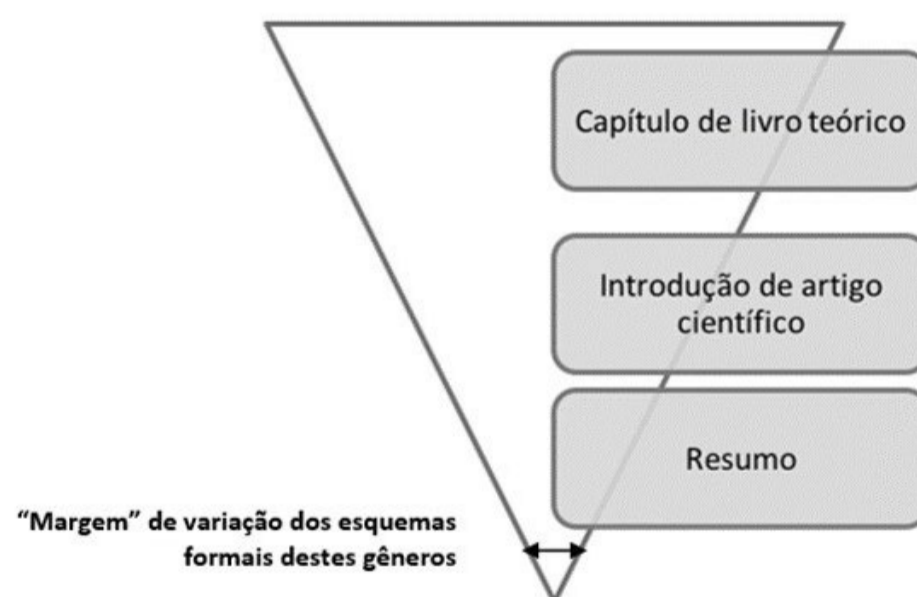 Capítulo de livro teórico
Introdução de artigo
científico
Resumo
“Margem” de variação dos esquemas
formais destes gêneros